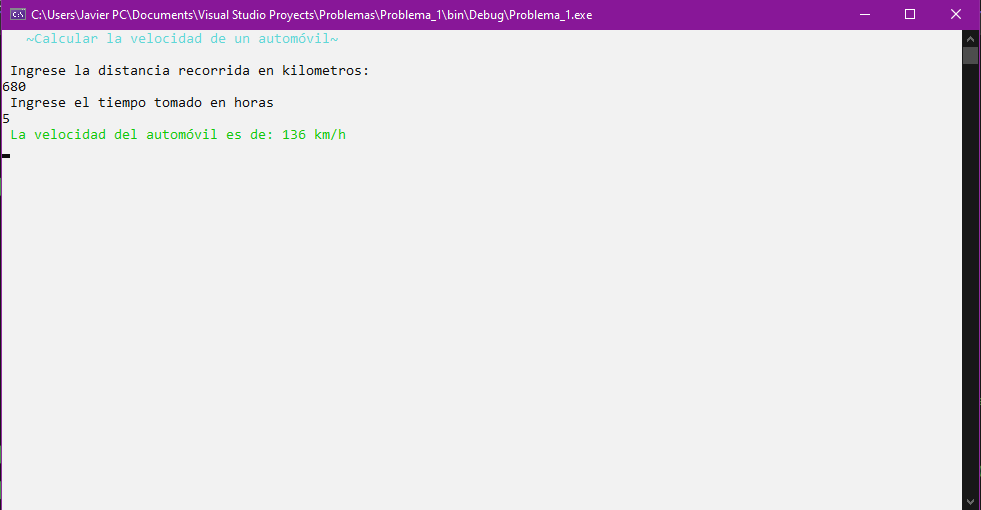 C:\Users\Javier PC\Documents\Visual Studio Proyects\Problemas\Problema_1\bin\Debug\Problema_1.exe
~Calcular la velocidad de un automóvil~
Ingrese la distancia recorrida en kilometros:
680
Ingrese el tiempo tomado en horas
5
La velocidad del automóvil es de: 136 km/h